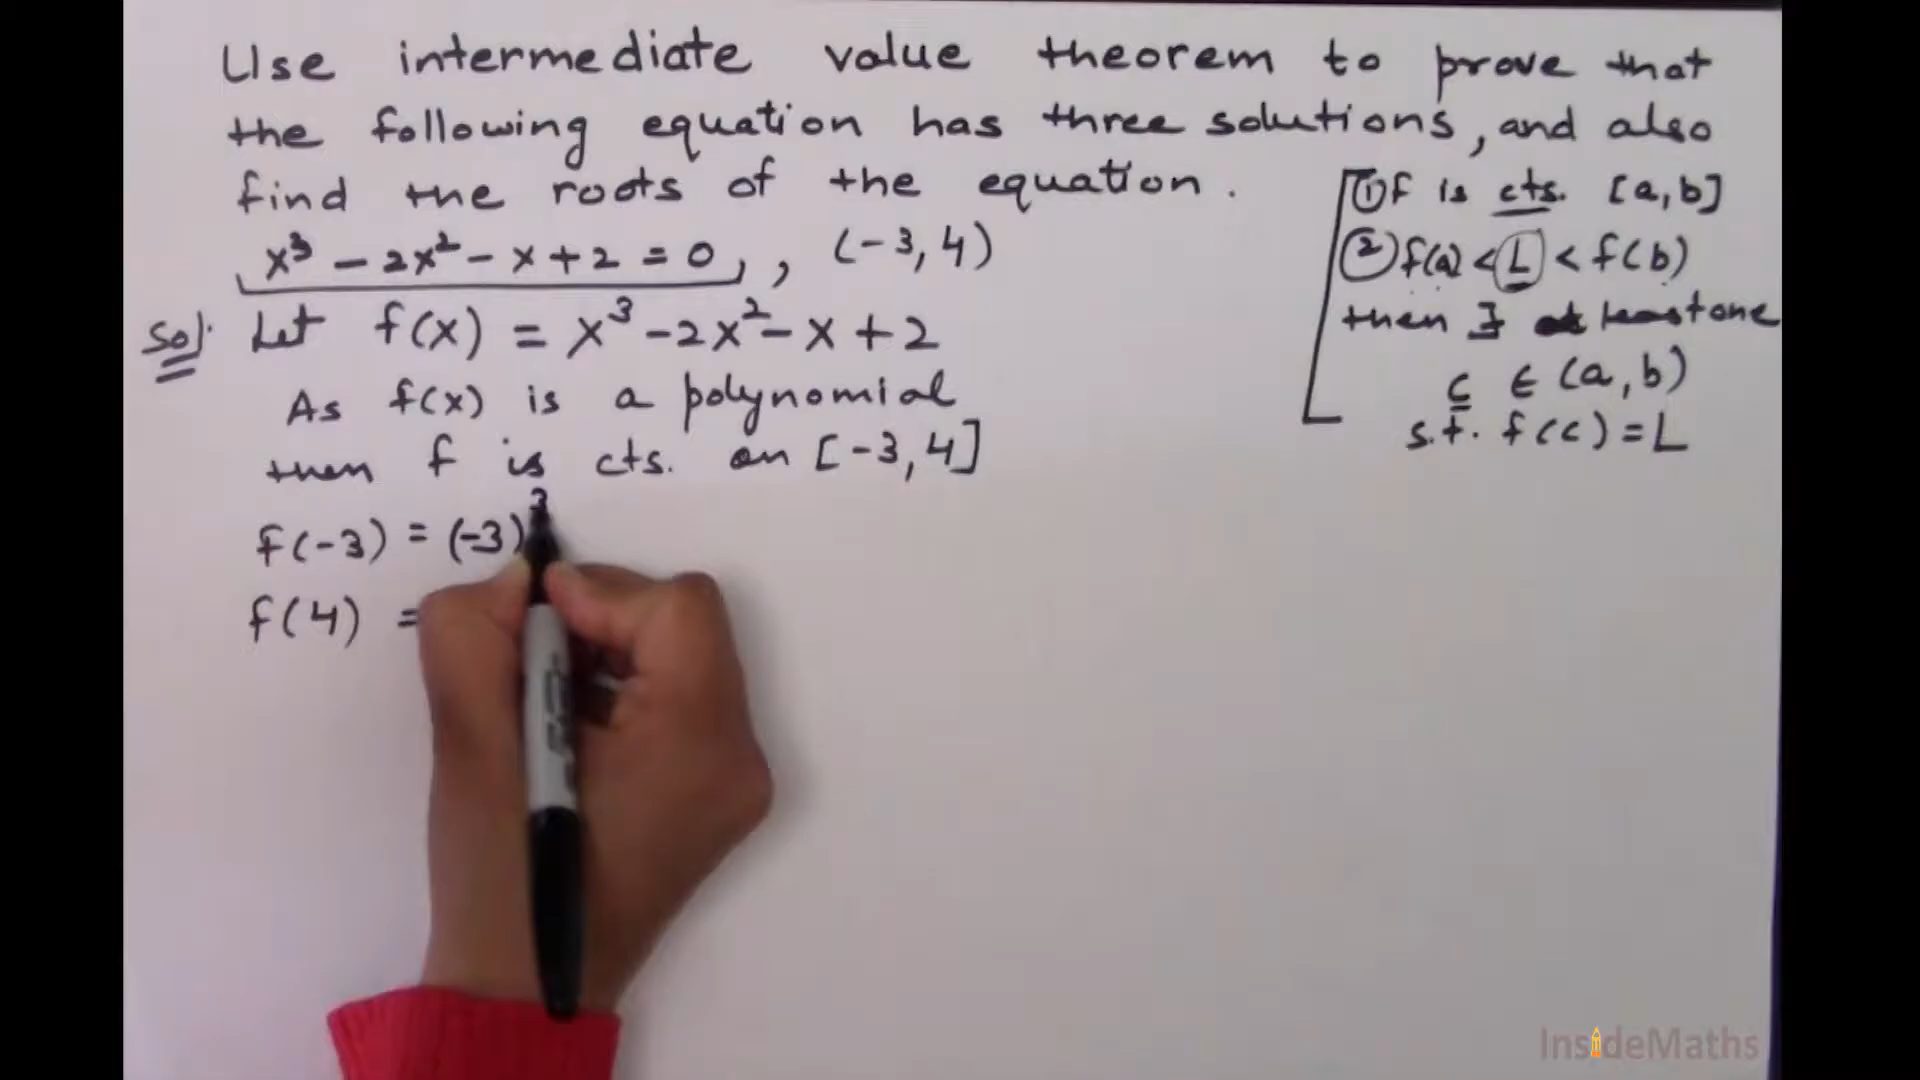 Use intermediate value theorem to prove that
the following equation has three solutions, and also
find the roots of the equation.
x³ - 2x² - x + 2 = 0, , (-3, 4)
Sol: Let f(x) = x³ - 2x² - x + 2
As f(x) is a polynomial
then f is cts. on [-3, 4]
f(-3) = (-3)³
f(4) =
① f is cts. [a, b]
② f(a) < L < f(b)
then ∃ at least one
c ∈ (a, b)
s.t. f(c) = L
InsideMaths